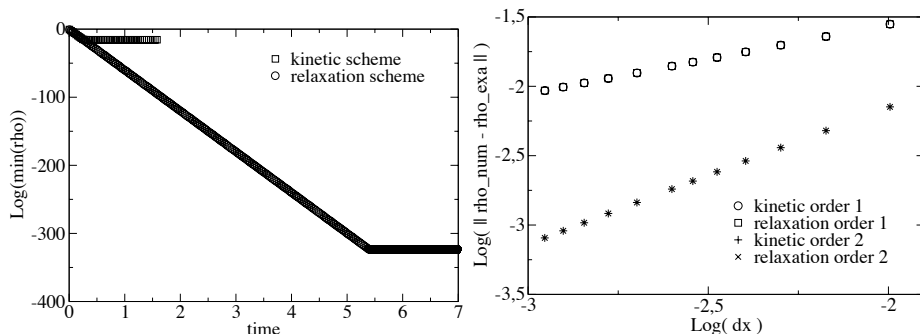 0
-100
-200
-300
-400
0 1 2 3 4 5 6 7
time
Log(min(rho))
kinetic scheme
relaxation scheme
-1,5
-2
-2,5
-3
-3,5
-3 -2,5 -2
Log( dx )
Log( || rho_num - rho_exa || )
kinetic order 1
relaxation order 1
kinetic order 2
relaxation order 2